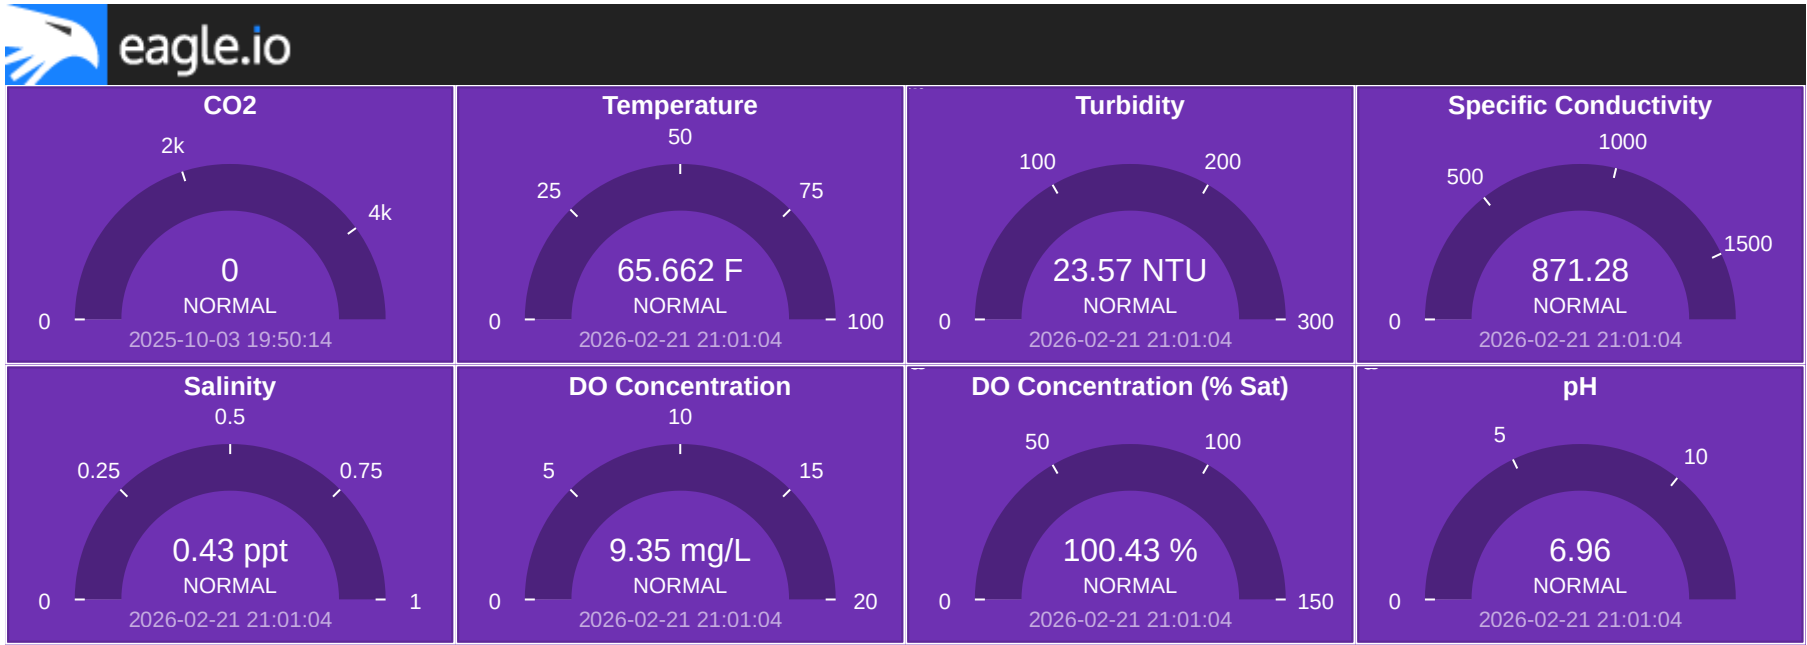 eagle.io
CO2
2k
4k
0
0
NORMAL
2025-10-03 19:50:14
Temperature
50
25
75
65.662 F
NORMAL
0
100
2026-02-21 21:01:04
Turbidity
100
200
23.57 NTU
NORMAL
0
300
2026-02-21 21:01:04
Specific Conductivity
1000
500
1500
871.28
NORMAL
0
2026-02-21 21:01:04
Salinity
0.5
0.25
0.75
0.43 ppt
NORMAL
0
1
2026-02-21 21:01:04
DO Concentration
10
5
15
9.35 mg/L
NORMAL
0
20
2026-02-21 21:01:04
DO Concentration (% Sat)
50
100
100.43 %
NORMAL
0
150
2026-02-21 21:01:04
pH
5
10
6.96
NORMAL
0
2026-02-21 21:01:04